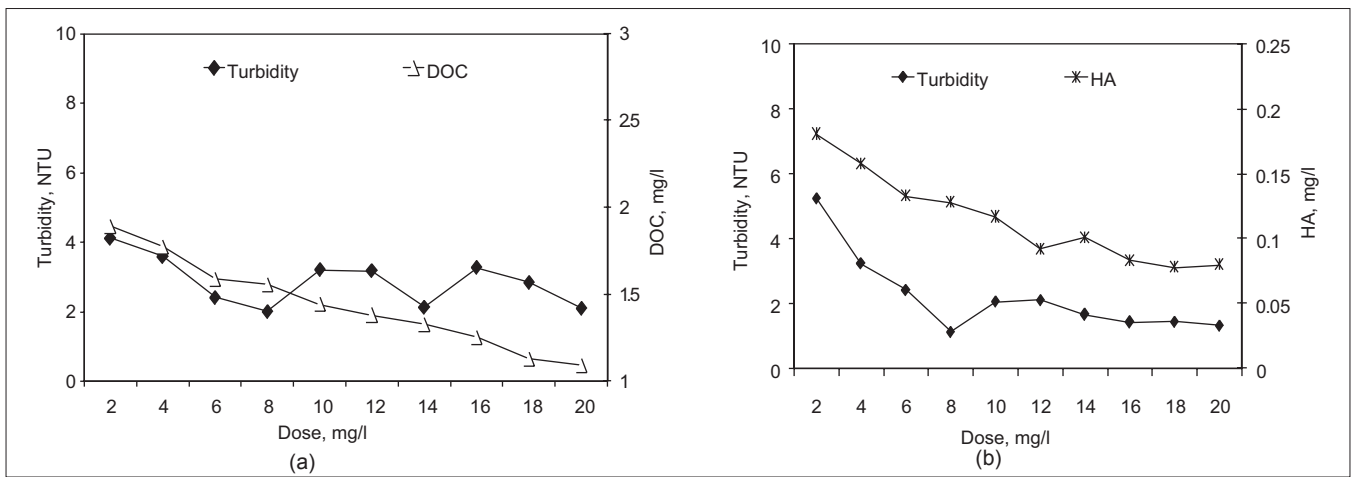 10
8
6
4
2
0
Turbidity, NTU
Turbidity
DOC
3
25
2
1.5
1
DOC, mg/l
2 4 6 8 10 12 14 16 18 20
Dose, mg/l
(a)
10
8
6
4
2
0
Turbidity, NTU
Turbidity
HA
0.25
0.2
0.15
0.1
0.05
0
HA, mg/l
2 4 6 8 10 12 14 16 18 20
Dose, mg/l
(b)